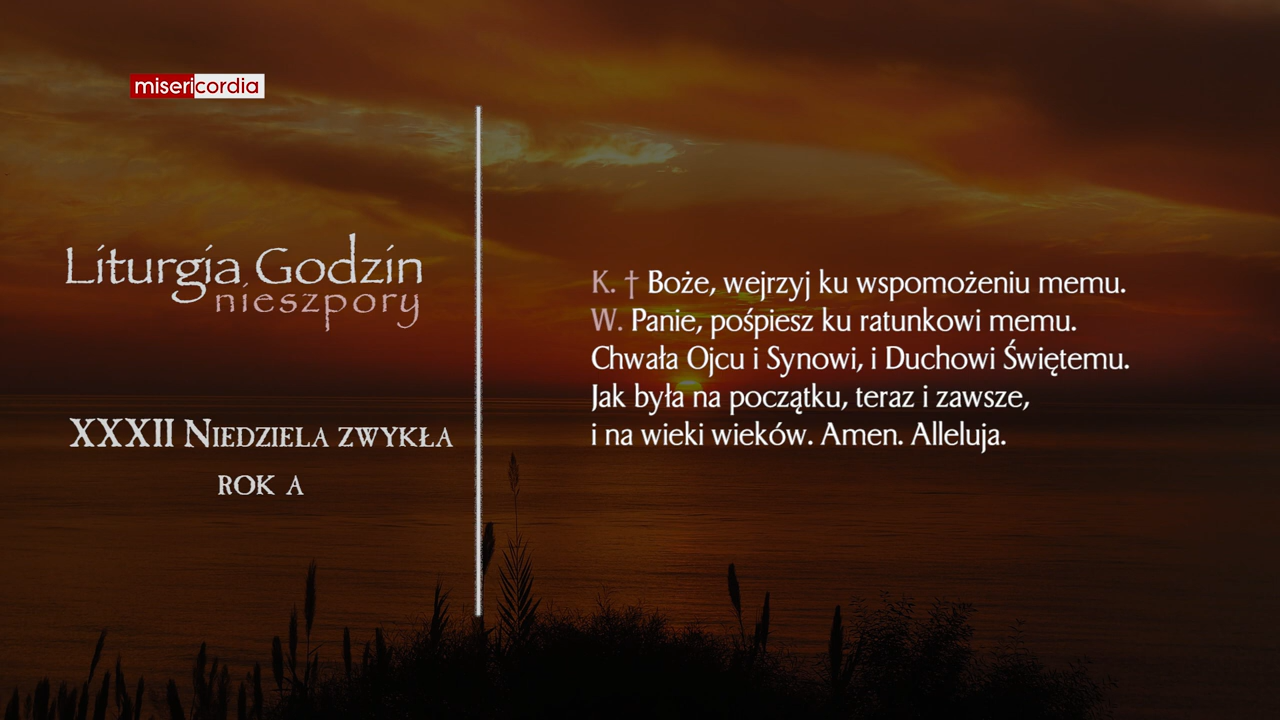 misericordia
Liturgia Godzin
nieszpory
XXXII Niedziela zwykła
rok A
K. † Boże, wejrzyj ku wspomożeniu memu.
W. Panie, pośpiesz ku ratunkowi memu.
Chwała Ojcu i Synowi, i Duchowi Świętemu.
Jak była na początku, teraz i zawsze,
i na wieki wieków. Amen. Alleluja.